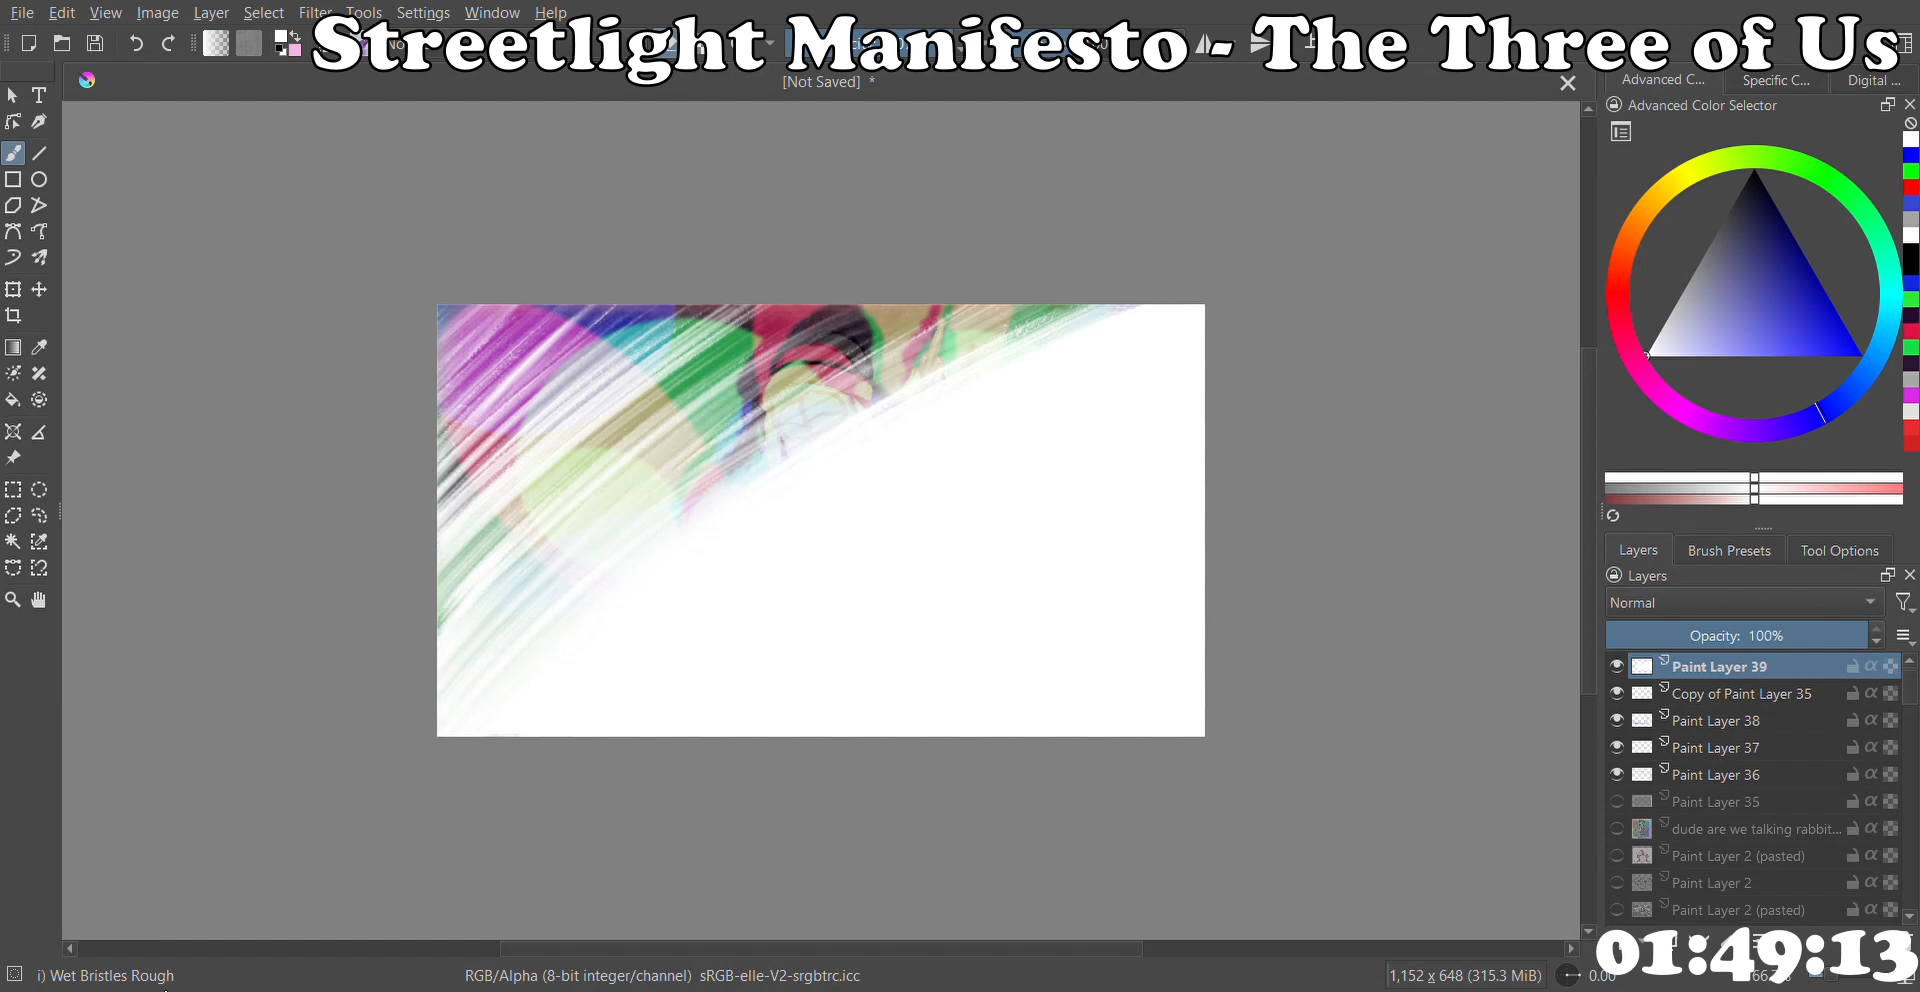 File Edit View Image Layer Select Filter Tools Settings Window Help
Streetlight Manifesto - The Three of Us
[Not Saved] *
Advanced C... Specific C... Digital ...
Advanced Color Selector
Layers Brush Presets Tool Options
Layers
Normal
Opacity: 100%
Paint Layer 39
Copy of Paint Layer 35
Paint Layer 38
Paint Layer 37
Paint Layer 36
Paint Layer 35
dude are we talking rabbit...
Paint Layer 2 (pasted)
Paint Layer 2
Paint Layer 2 (pasted)
01:49:13
i) Wet Bristles Rough
RGB/Alpha (8-bit integer/channel) sRGB-elle-V2-srgbtrc.icc
1,152 x 648 (315.3 MiB)